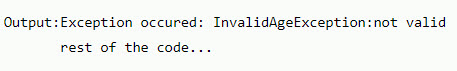 Output:Exception occured: InvalidAgeException:not valid
rest of the code...